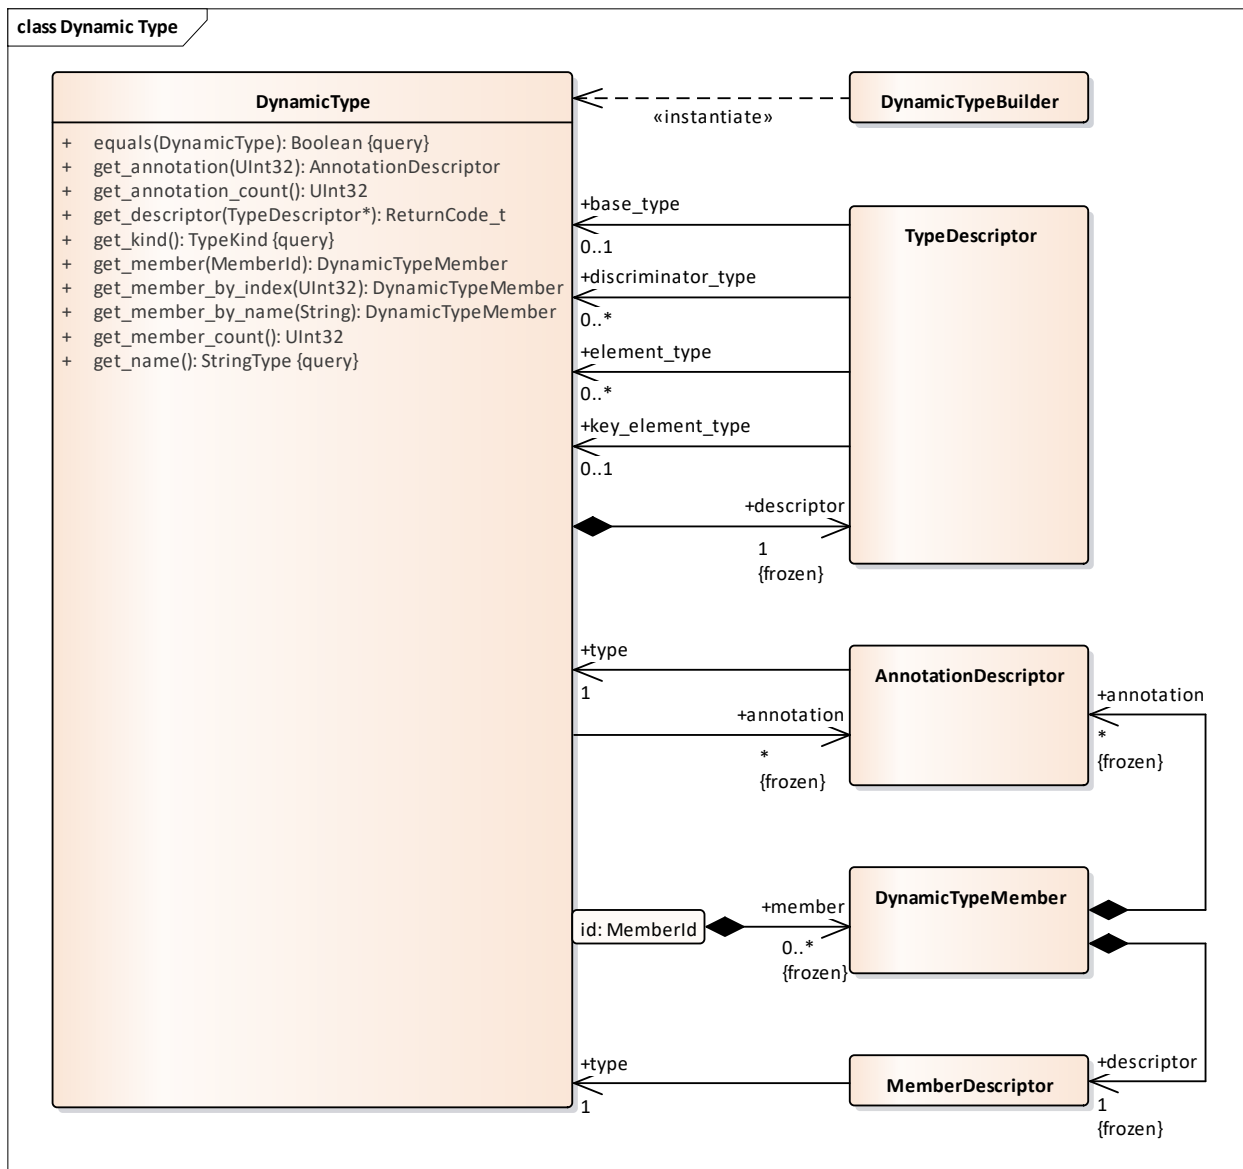 class Dynamic Type
DynamicType
+ equals(DynamicType): Boolean {query}
+ get_annotation(UInt32): AnnotationDescriptor
+ get_annotation_count(): UInt32
+ get_descriptor(TypeDescriptor*): ReturnCode_t
+ get_kind(): TypeKind {query}
+ get_member(MemberId): DynamicTypeMember
+ get_member_by_index(UInt32): DynamicTypeMember
+ get_member_by_name(String): DynamicTypeMember
+ get_member_count(): UInt32
+ get_name(): StringType {query}
DynamicTypeBuilder
«instantiate»
+base_type
0..1
TypeDescriptor
+discriminator_type
0..*
+element_type
0..*
+key_element_type
0..1
+descriptor
1
{frozen}
+type
1
AnnotationDescriptor
+annotation
*
{frozen}
+annotation
*
{frozen}
DynamicTypeMember
id: MemberId
+member
0..*
{frozen}
+type
1
MemberDescriptor
+descriptor
1
{frozen}